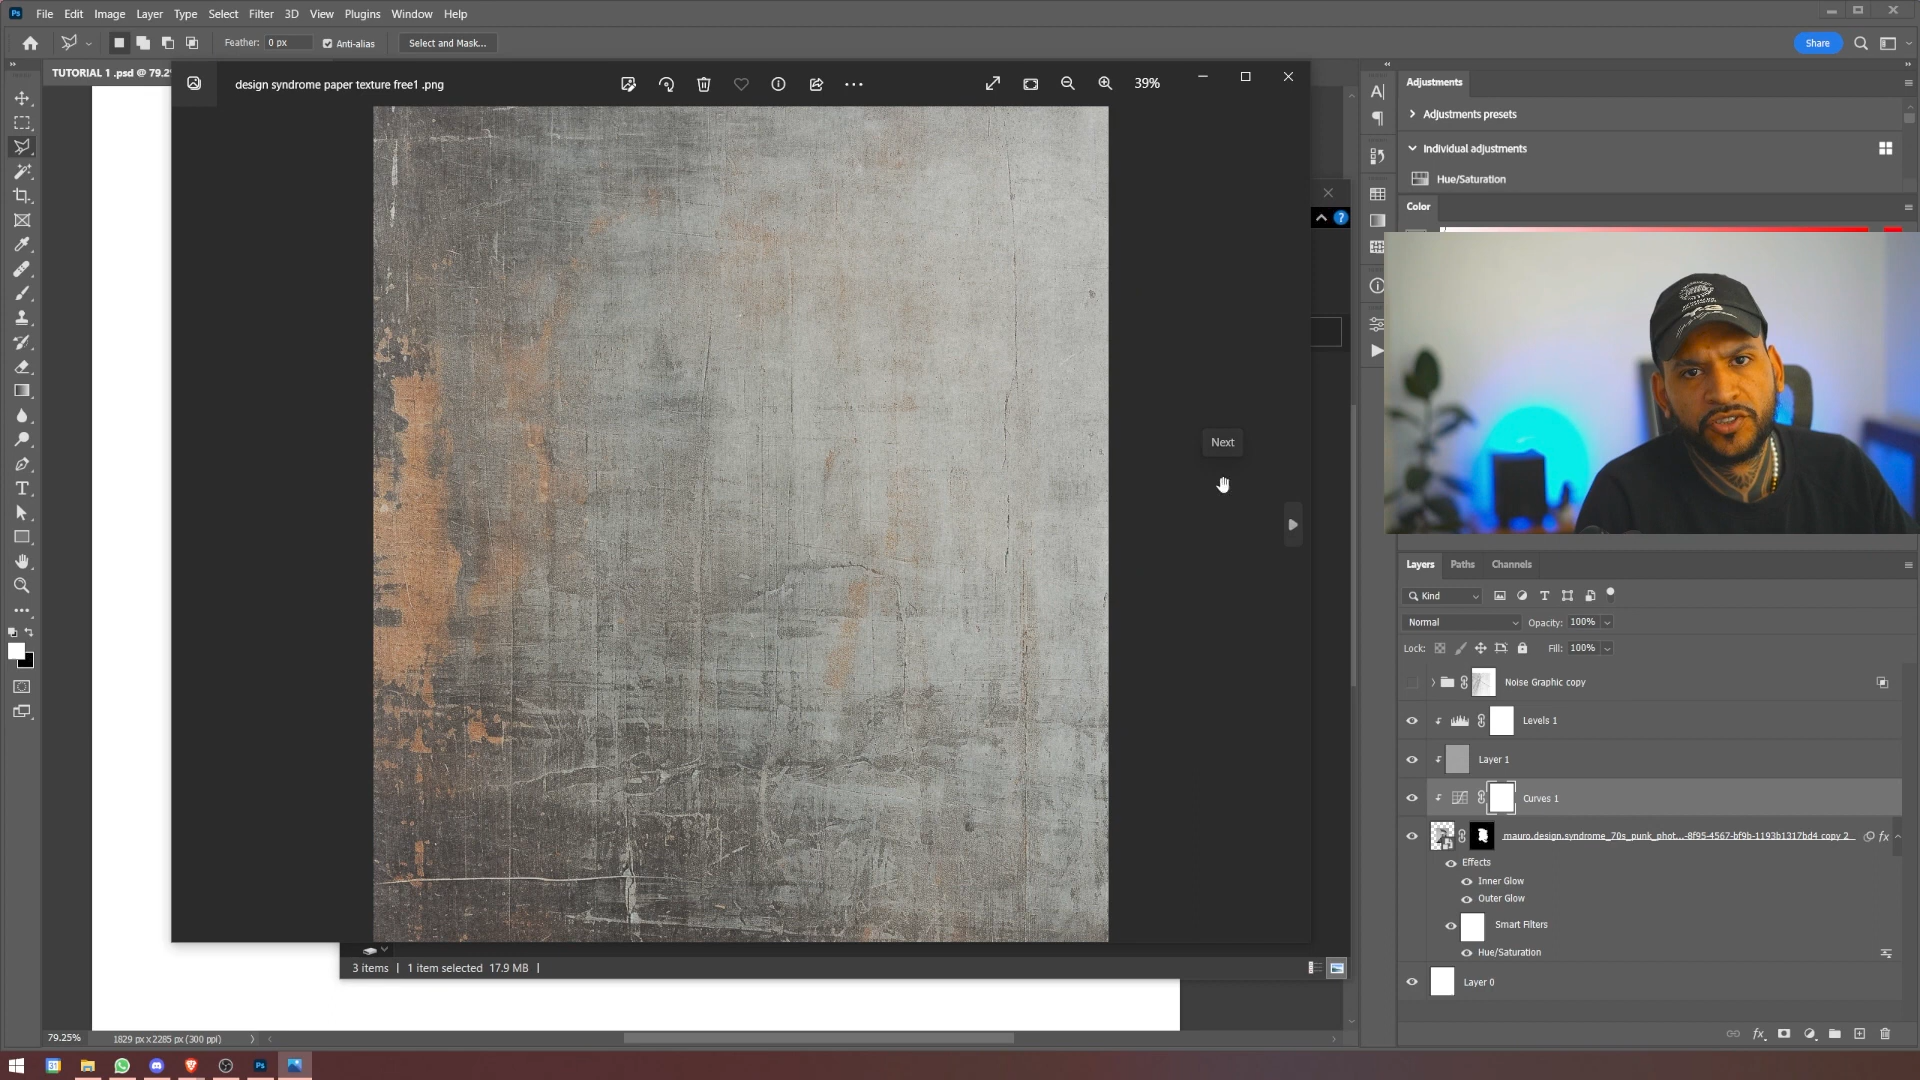 Ps File Edit Image Layer Type Select Filter 3D View Plugins Window Help
Feather: 0 px Anti-alias Select and Mask... Share
TUTORIAL 1 .psd @ 79.2
design syndrome paper texture free1 .png 39%
Adjustments
Adjustments presets
Individual adjustments
Hue/Saturation
Color
Next
Layers Paths Channels
Kind
Normal Opacity: 100%
Lock: Fill: 100%
Noise Graphic copy
Levels 1
Layer 1
Curves 1
mauro.design.syndrome_70s_punk_phot...-8f95-4567-bf9b-1193b1317bd4 copy 2 fx
Effects
Inner Glow
Outer Glow
Smart Filters
Hue/Saturation
Layer 0
3 items | 1 item selected 17.9 MB |
79.25% 1829 px x 2285 px (300 ppi)
fx
31 Ps